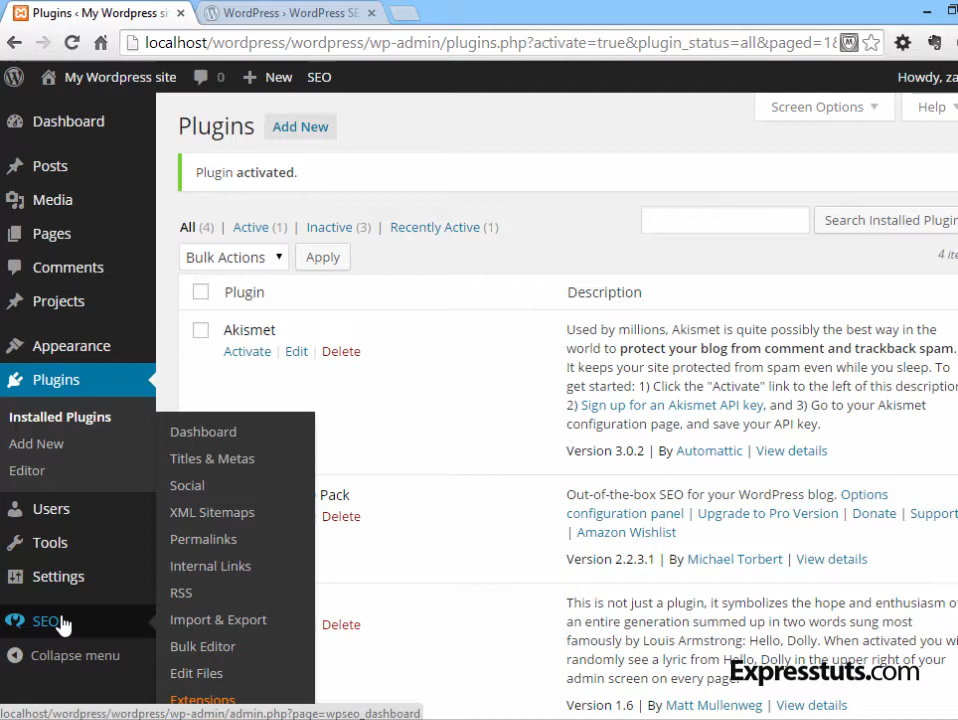 Plugins ‹ My Wordpress si
WordPress › WordPress SE
localhost/wordpress/wordpress/wp-admin/plugins.php?activate=true&plugin_status=all&paged=1&
My Wordpress site
0
New
SEO
Howdy, za
Dashboard
Posts
Media
Pages
Comments
Projects
Appearance
Plugins
Installed Plugins
Add New
Editor
Users
Tools
Settings
SEO
Collapse menu
Dashboard
Titles & Metas
Social
XML Sitemaps
Permalinks
Internal Links
RSS
Import & Export
Bulk Editor
Edit Files
Extensions
Screen Options
Help
Plugins Add New
Plugin activated.
All (4) | Active (1) | Inactive (3) | Recently Active (1)
Search Installed Plugin
Bulk Actions
Apply
4 ite
Plugin
Description
Akismet
Activate | Edit | Delete
Used by millions, Akismet is quite possibly the best way in the
world to protect your blog from comment and trackback spam.
It keeps your site protected from spam even while you sleep. To
get started: 1) Click the "Activate" link to the left of this description
2) Sign up for an Akismet API key, and 3) Go to your Akismet
configuration page, and save your API key.
Version 3.0.2 | By Automattic | View details
Pack
Delete
Out-of-the-box SEO for your WordPress blog. Options
configuration panel | Upgrade to Pro Version | Donate | Support
| Amazon Wishlist
Version 2.2.3.1 | By Michael Torbert | View details
Delete
This is not just a plugin, it symbolizes the hope and enthusiasm o
an entire generation summed up in two words sung most
famously by Louis Armstrong: Hello, Dolly. When activated you wi
randomly see a lyric from Hello, Dolly in the upper right of your
admin screen on every page.
Version 1.6 | By Matt Mullenweg | View details
Expresstuts.com
localhost/wordpress/wordpress/wp-admin/admin.php?page=wpseo_dashboard